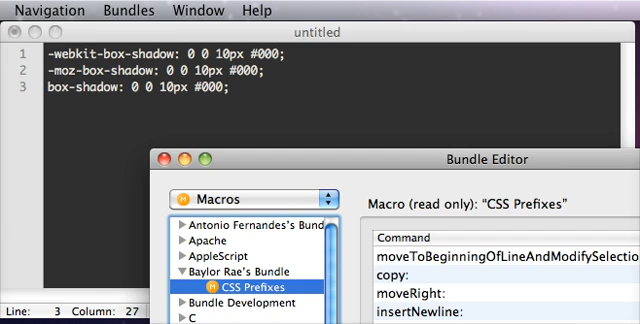 Navigation Bundles Window Help
untitled
1 -webkit-box-shadow: 0 0 10px #000;
2 -moz-box-shadow: 0 0 10px #000;
3 box-shadow: 0 0 10px #000;
Bundle Editor
M Macros
Macro (read only): “CSS Prefixes”
Antonio Fernandes's Bund
Apache
AppleScript
Baylor Rae's Bundle
M CSS Prefixes
Bundle Development
C
Command
moveToBeginningOfLineAndModifySelectio
copy:
moveRight:
insertNewline:
Line: 3 Column: 27